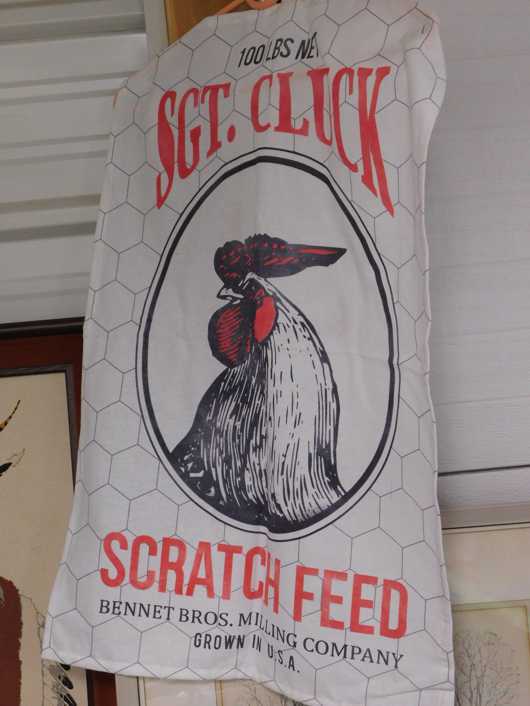 100 LBS NET
SGT. CLUCK
SCRATCH FEED
BENNET BROS. MILLING COMPANY
GROWN IN U.S.A.